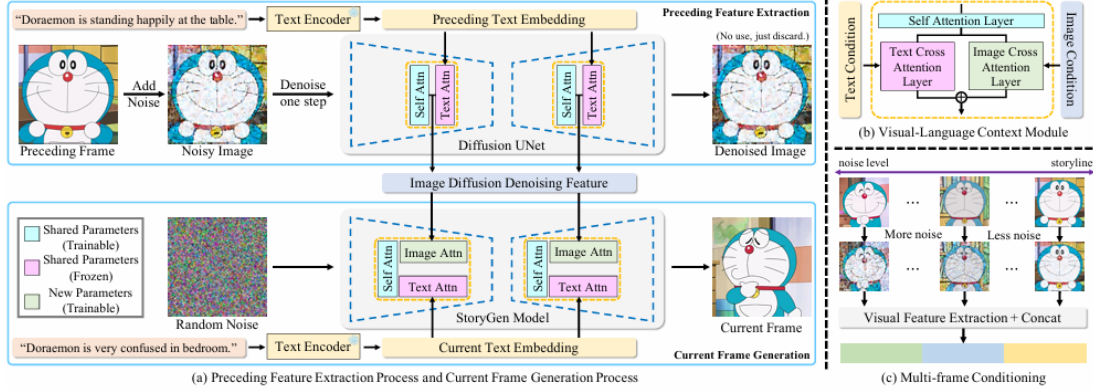 “Doraemon is standing happily at the table.”
Text Encoder
Preceding Text Embedding
Preceding Feature Extraction
(No use, just discard.)
Add
Noise
Denoise
one step
Self Attn
Text Attn
Self Attn
Text Attn
Preceding Frame
Noisy Image
Diffusion UNet
Denoised Image
Image Diffusion Denoising Feature
Shared Parameters
(Trainable)
Shared Parameters
(Frozen)
New Parameters
(Trainable)
Self Attn
Image Attn
Text Attn
Self Attn
Image Attn
Text Attn
Random Noise
StoryGen Model
Current Frame
“Doraemon is very confused in bedroom.”
Text Encoder
Current Text Embedding
Current Frame Generation
(a) Preceding Feature Extraction Process and Current Frame Generation Process
Text Condition
Self Attention Layer
Text Cross
Attention
Layer
Image Cross
Attention
Layer
Image Condition
(b) Visual-Language Context Module
noise level
storyline
...
...
More noise
Less noise
...
...
Visual Feature Extraction + Concat
(c) Multi-frame Conditioning